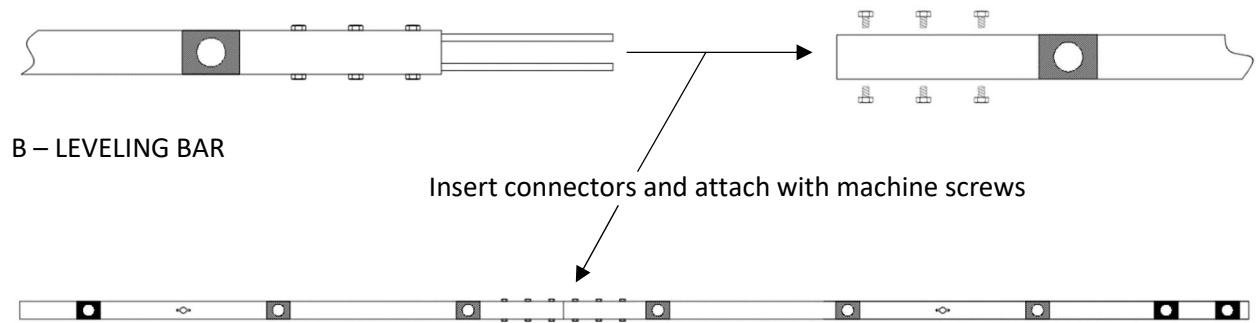 B – LEVELING BAR
Insert connectors and attach with machine screws